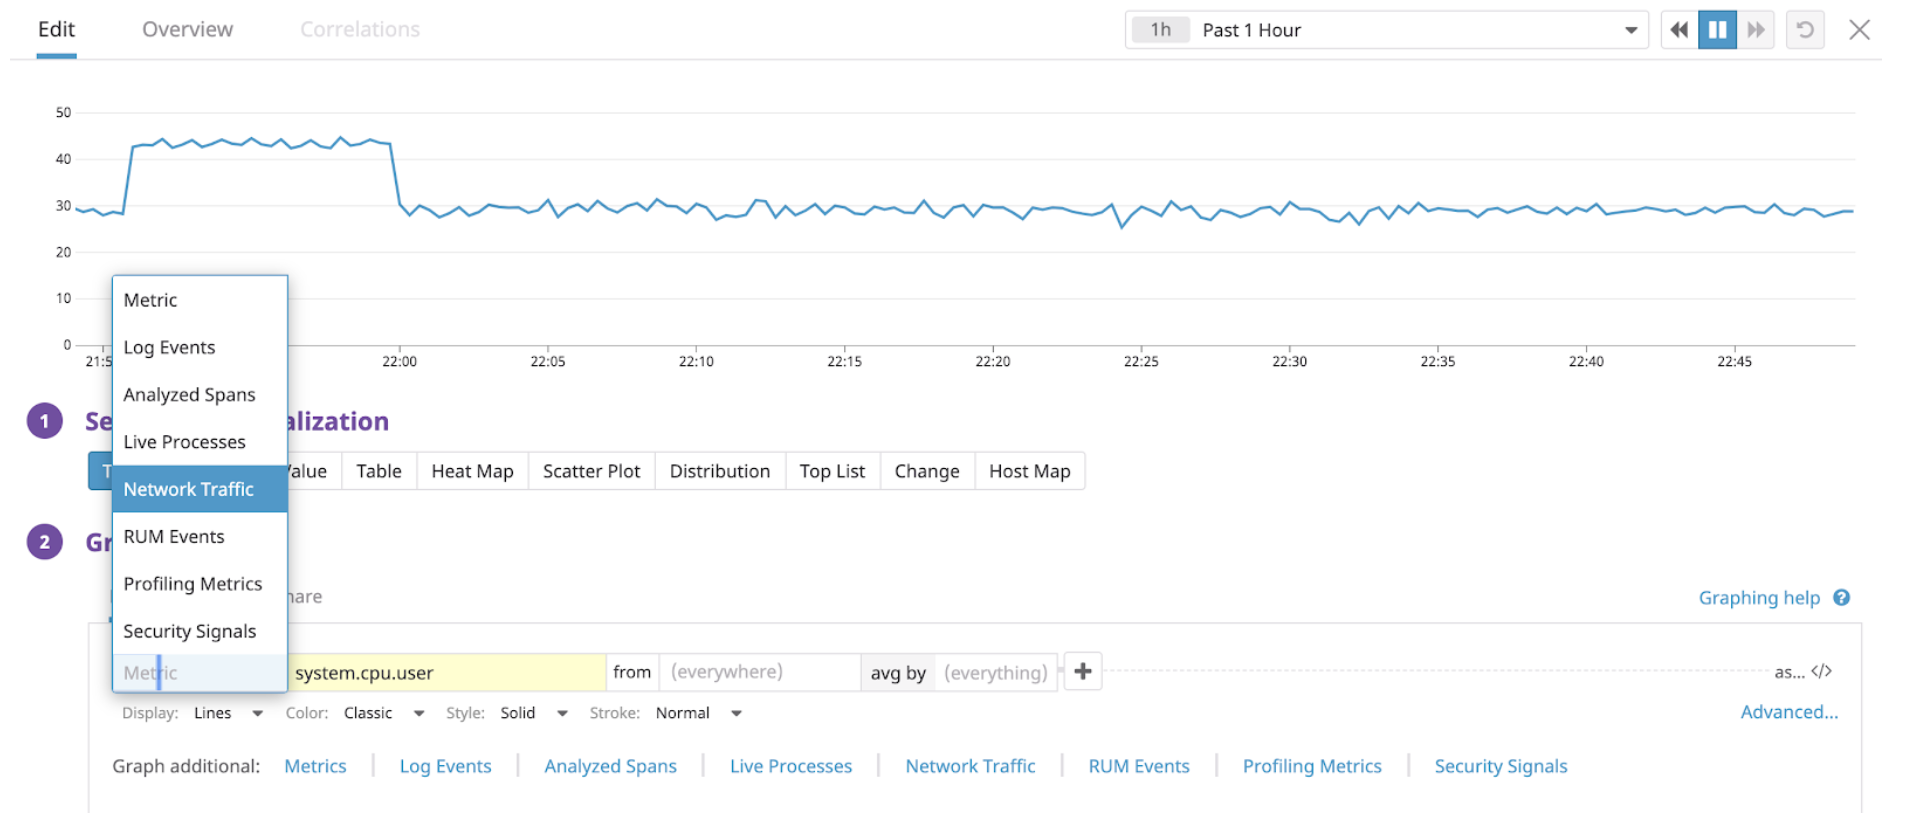 Edit Overview Correlations 1h Past 1 Hour
50
40
30
20
10
0
21:5 22:00 22:05 22:10 22:15 22:20 22:25 22:30 22:35 22:40 22:45
Metric
Log Events
Analyzed Spans
Live Processes
Network Traffic
RUM Events
Profiling Metrics
Security Signals
Metric
1 Se alization
T Value Table Heat Map Scatter Plot Distribution Top List Change Host Map
2 Gr
hare Graphing help ?
system.cpu.user from (everywhere) avg by (everything) + as... </>
Display: Lines Color: Classic Style: Solid Stroke: Normal Advanced...
Graph additional: Metrics Log Events Analyzed Spans Live Processes Network Traffic RUM Events Profiling Metrics Security Signals